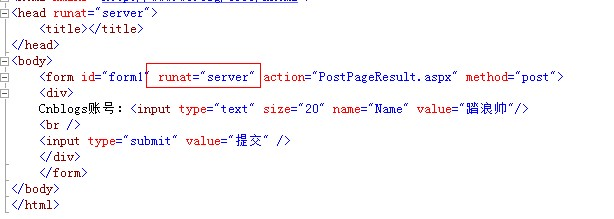 <head runat="server">
<title></title>
</head>
<body>
<form id="form1" runat="server" action="PostPageResult.aspx" method="post">
<div>
Cnblogs账号：<input type="text" size="20" name="Name" value="踏浪帅"/>
<br />
<input type="submit" value="提交" />
</div>
</form>
</body>
</html>